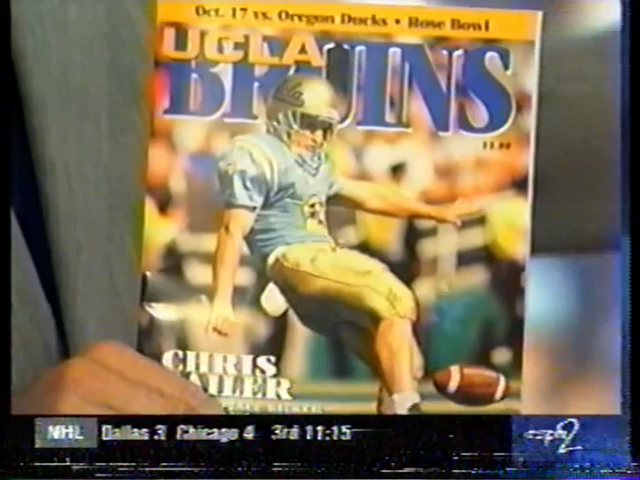 Oct. 17 vs. Oregon Ducks • Rose Bowl
UCLA
BRUINS
CHRIS
AILER
NHL Dallas 3 Chicago 4 3rd 11:15
espn2